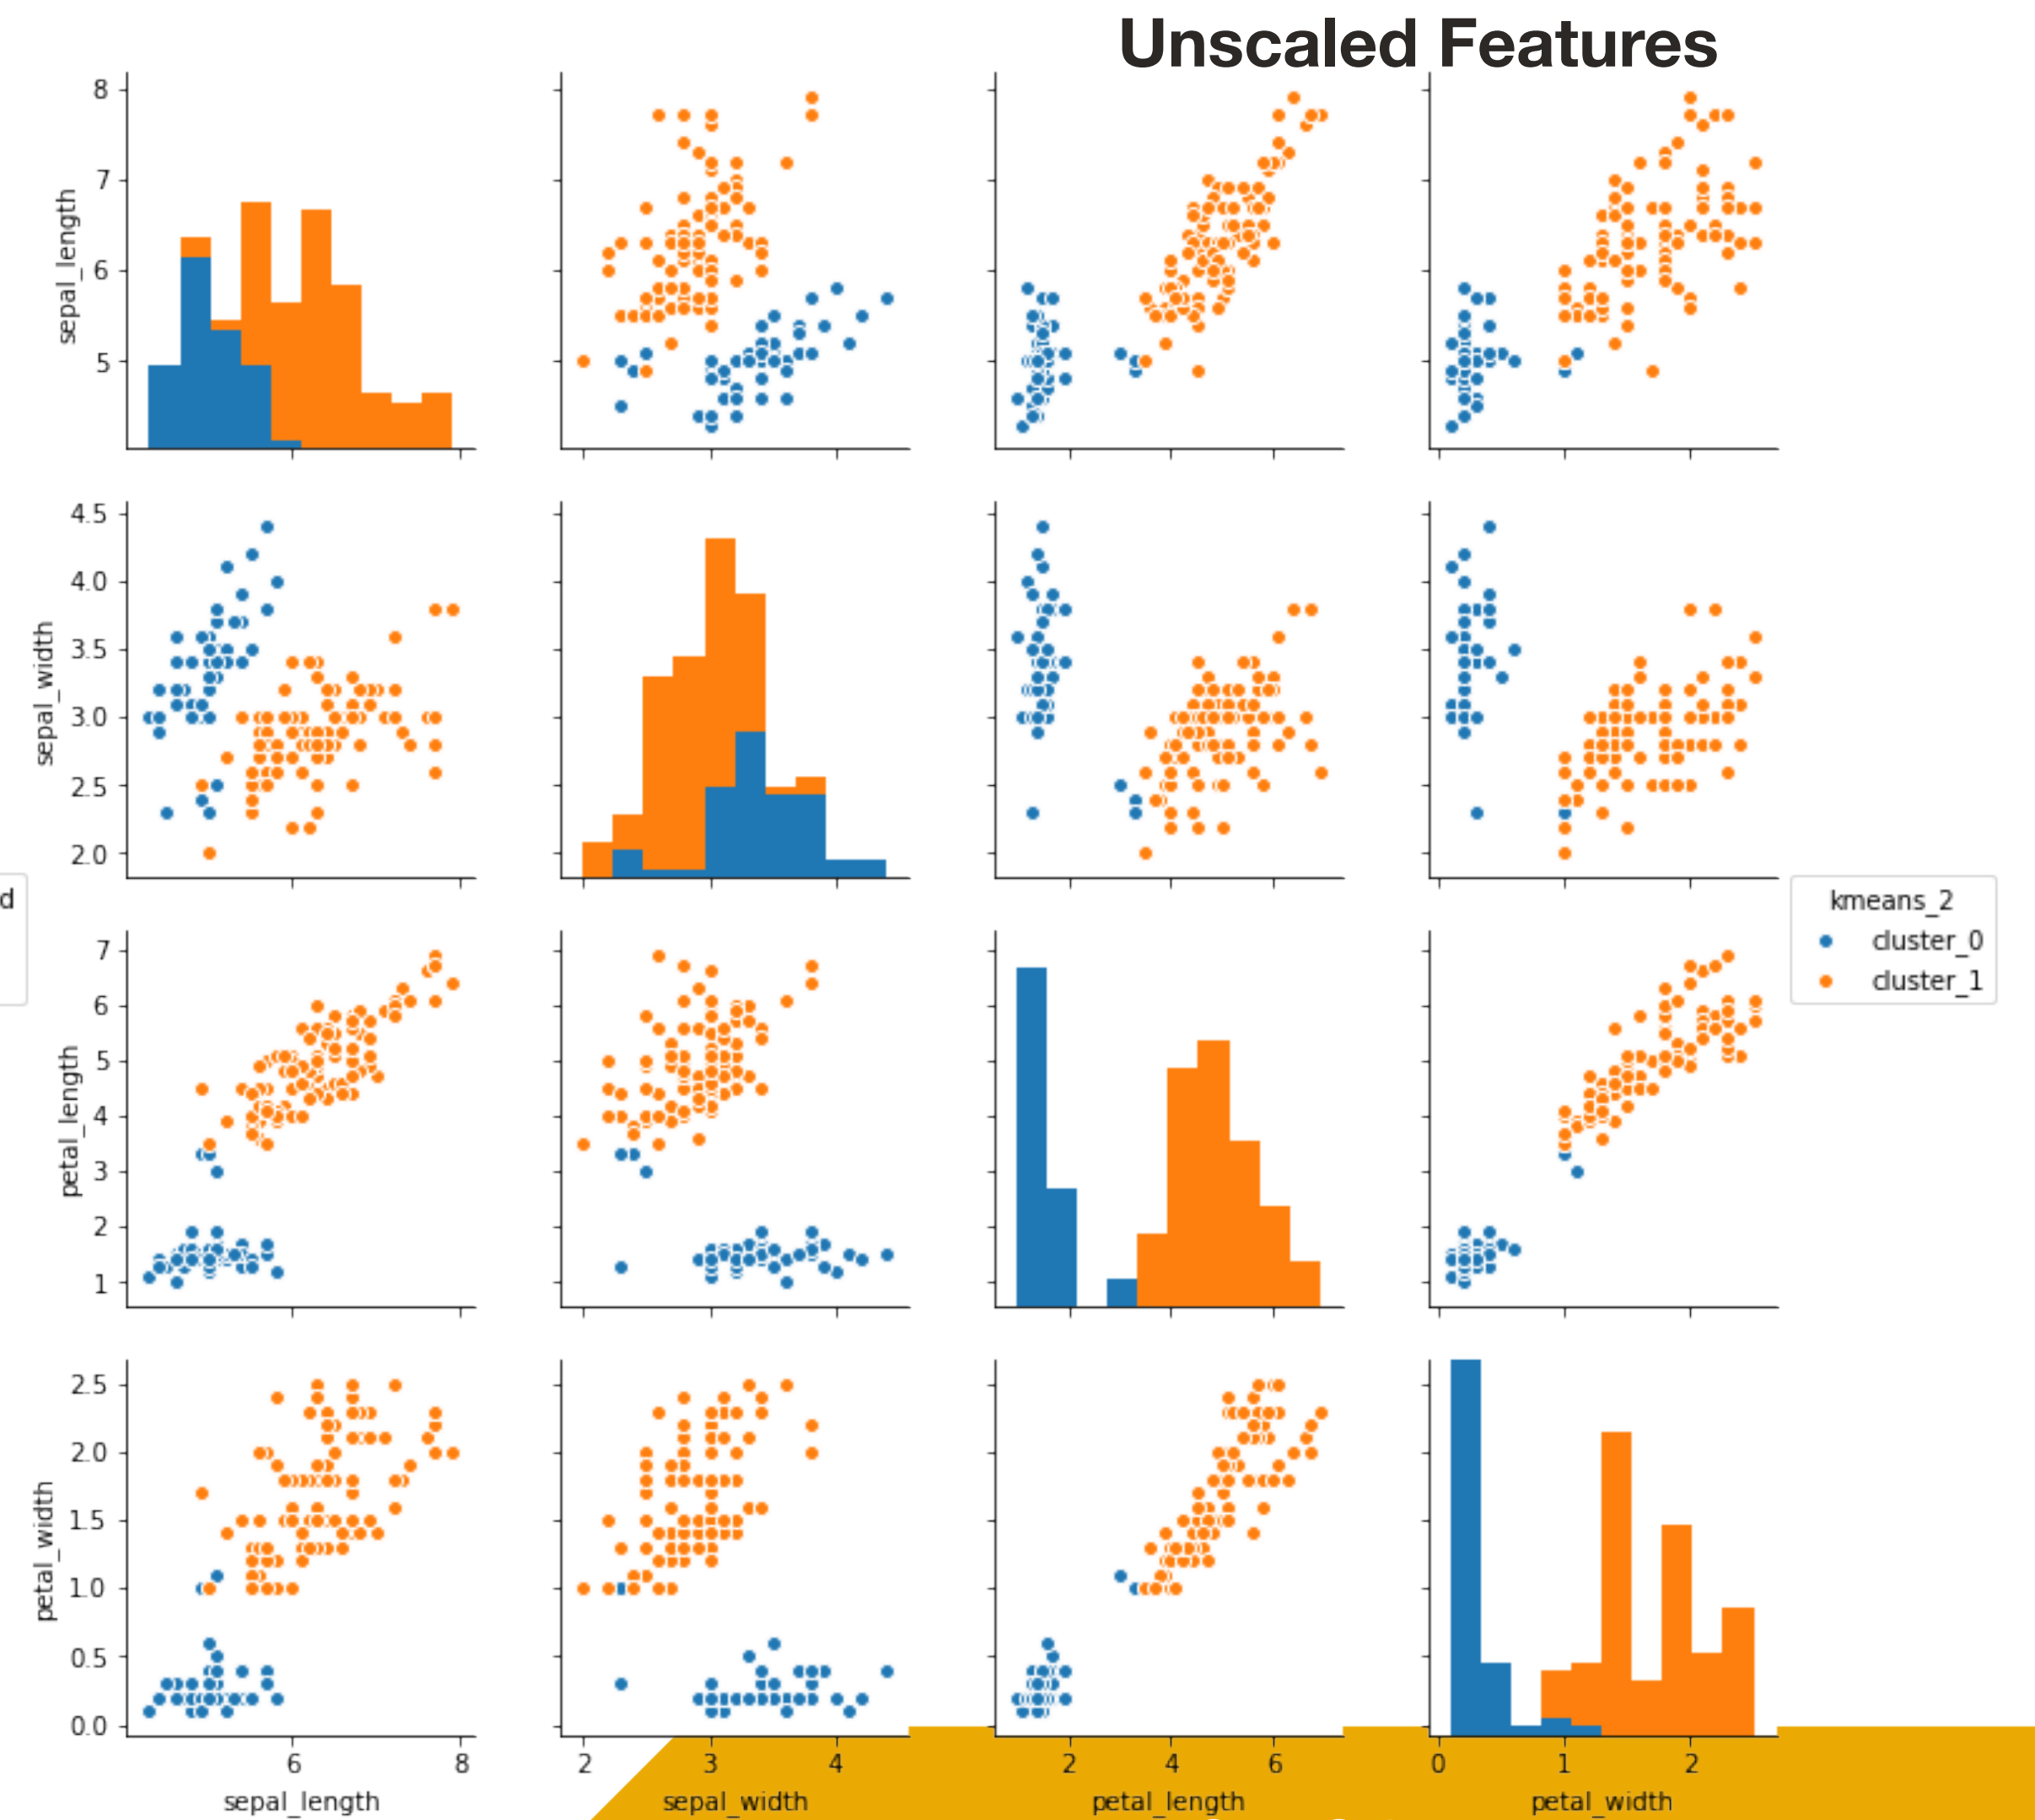 Unscaled Features
8
7
6
5
sepal_length
6 8
2 3 4
2 4 6
0 1 2
4.5
4.0
3.5
3.0
2.5
2.0
sepal_width
d
kmeans_2
cluster_0
cluster_1
7
6
5
4
3
2
1
petal_length
2.5
2.0
1.5
1.0
0.5
0.0
petal_width
sepal_length sepal_width petal_length petal_width